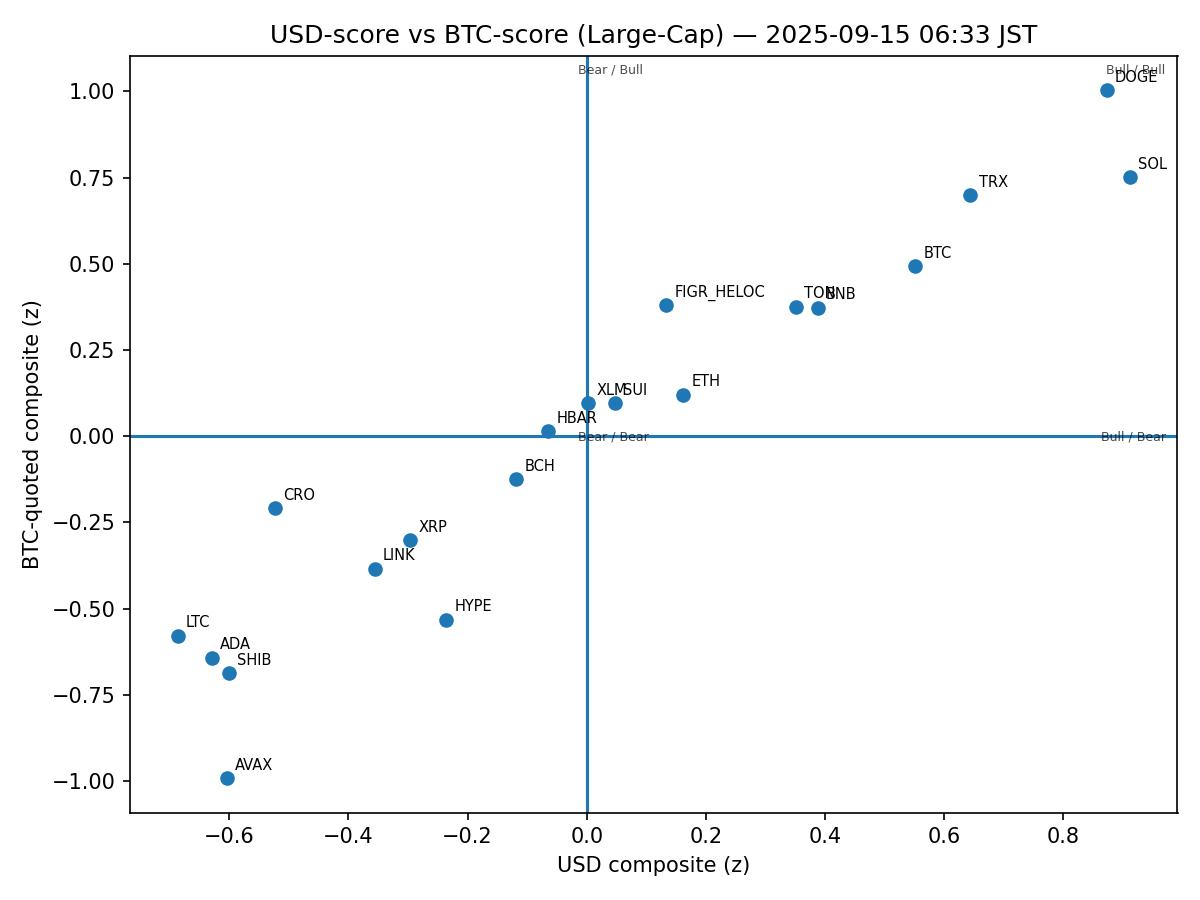 USD-score vs BTC-score (Large-Cap) — 2025-09-15 06:33 JST
Bear / Bull
Bull / Bull
DOGE
SOL
TRX
BTC
FIGR_HELOC
TON
BNB
ETH
XLM
SUI
HBAR
Bear / Bear
Bull / Bear
BCH
CRO
XRP
LINK
HYPE
LTC
ADA
SHIB
AVAX
1.00
0.75
0.50
0.25
0.00
−0.25
−0.50
−0.75
−1.00
BTC-quoted composite (z)
−0.6
−0.4
−0.2
0.0
0.2
0.4
0.6
0.8
USD composite (z)